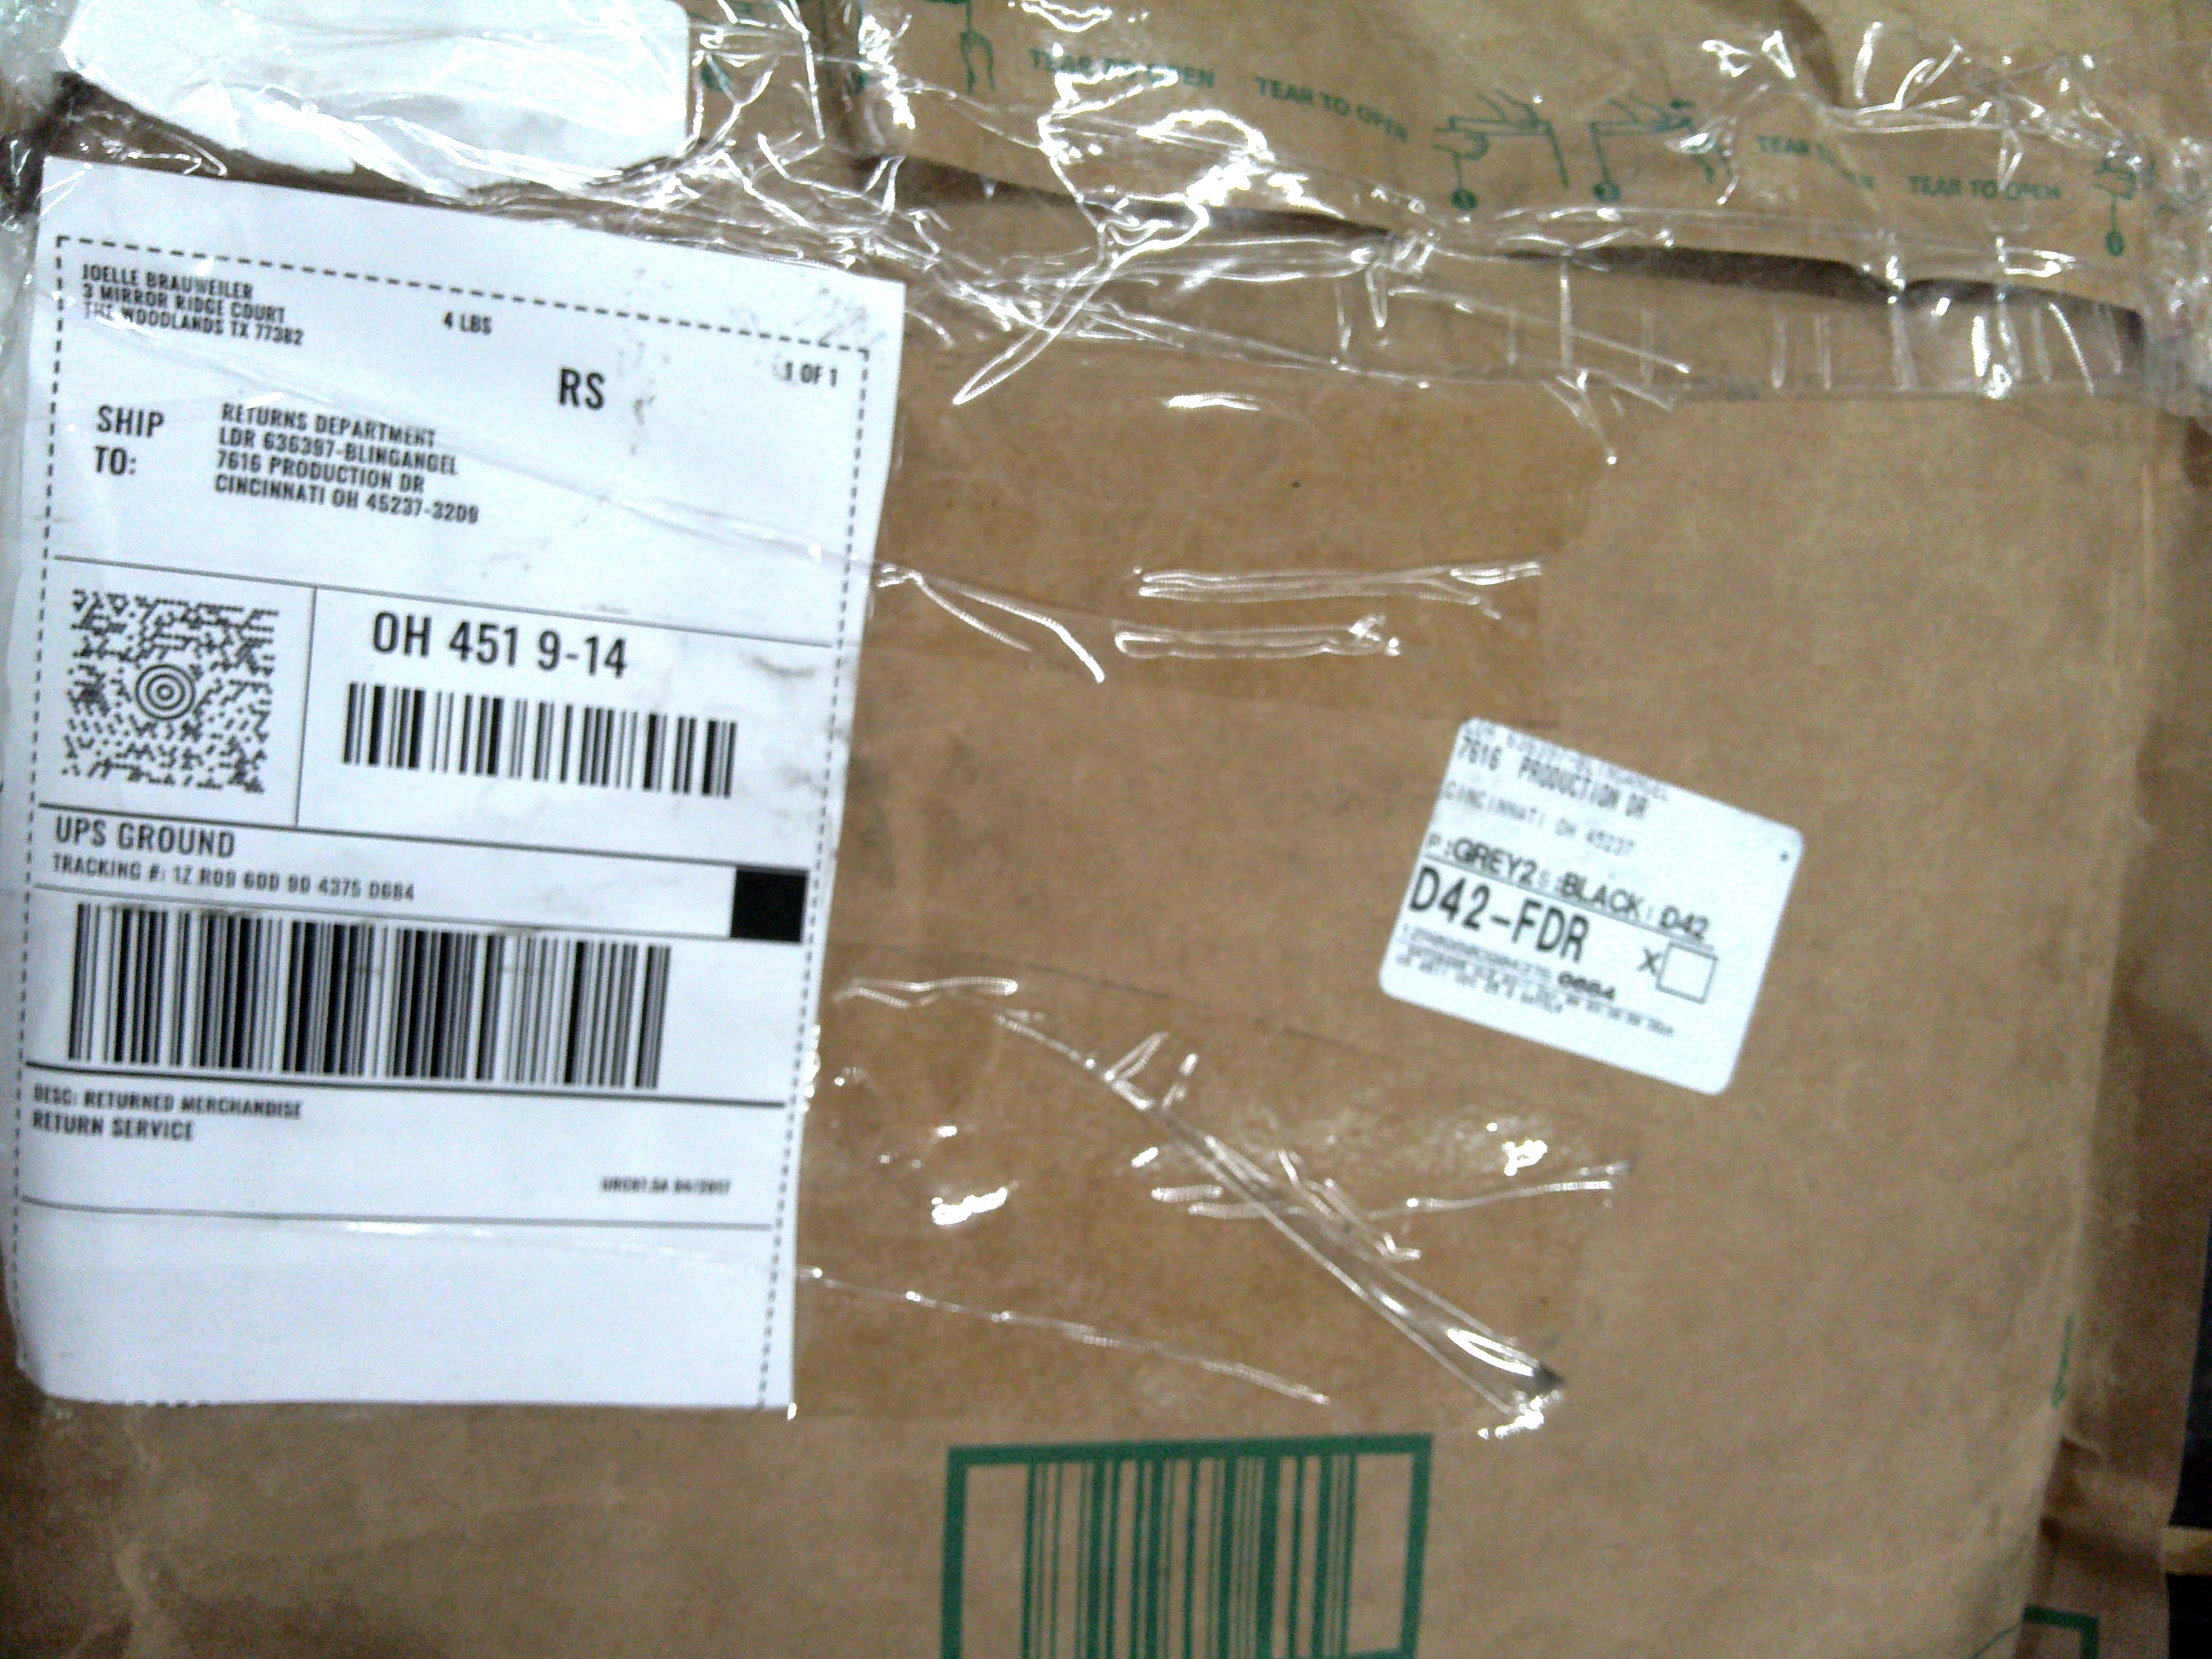 TEAR TO OPEN TEAR TO OPEN TEAR TO OPEN
JOELLE BRAUWEILER
3 MIRROR RIDGE COURT
THE WOODLANDS TX 77382
4 LBS
1 OF 1
RS
SHIP
TO:
RETURNS DEPARTMENT
LDR 636397-BLINGANGEL
7616 PRODUCTION DR
CINCINNATI OH 45237-3209
OH 451 9-14
UPS GROUND
TRACKING #: 1Z R09 60D 90 4375 0684
DESC: RETURNED MERCHANDISE
RETURN SERVICE
7616 PRODUCTION DR
CINCINNATI OH 45237
P:GREY2 S:BLACK: D42
D42-FDR
X
0684